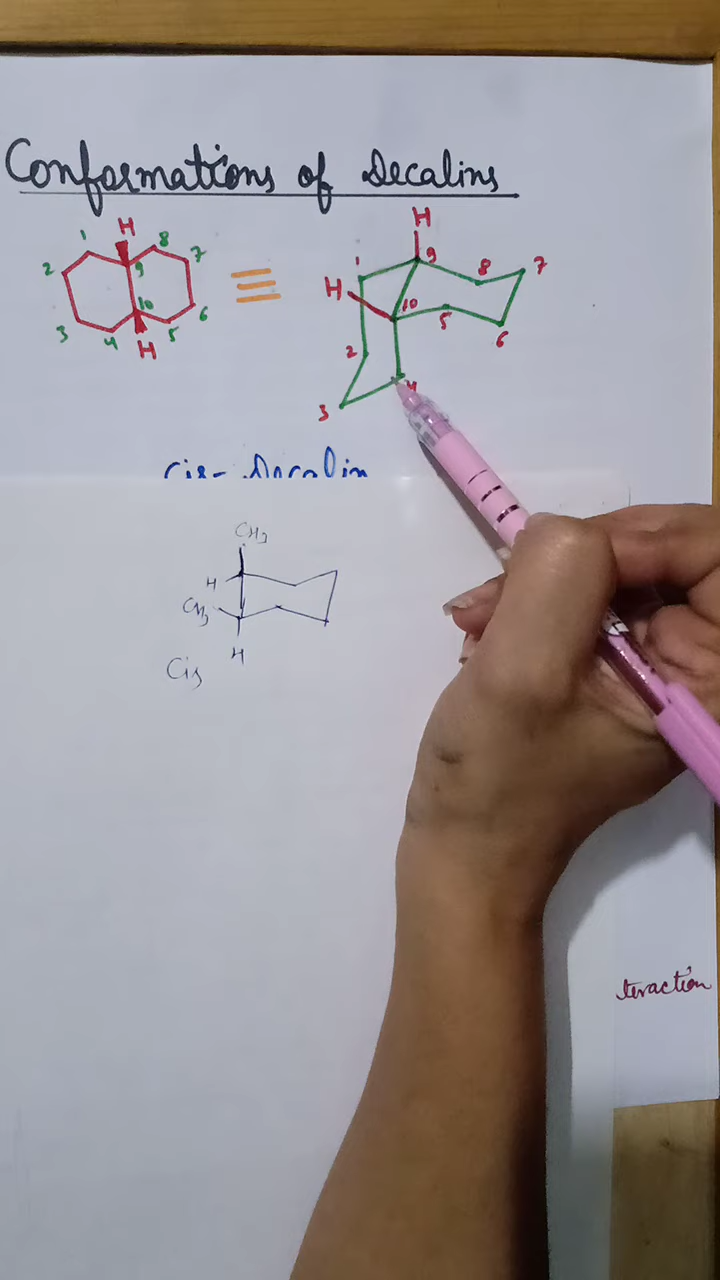 Conformations of Decalins
H
1 8 7
2 9
10
3 4 5 6
H
≡
H
1 9 8 7
H 10 5
2 6
3 4
cis-Decalin
CH3
H
CH3
H
Cis
teraction